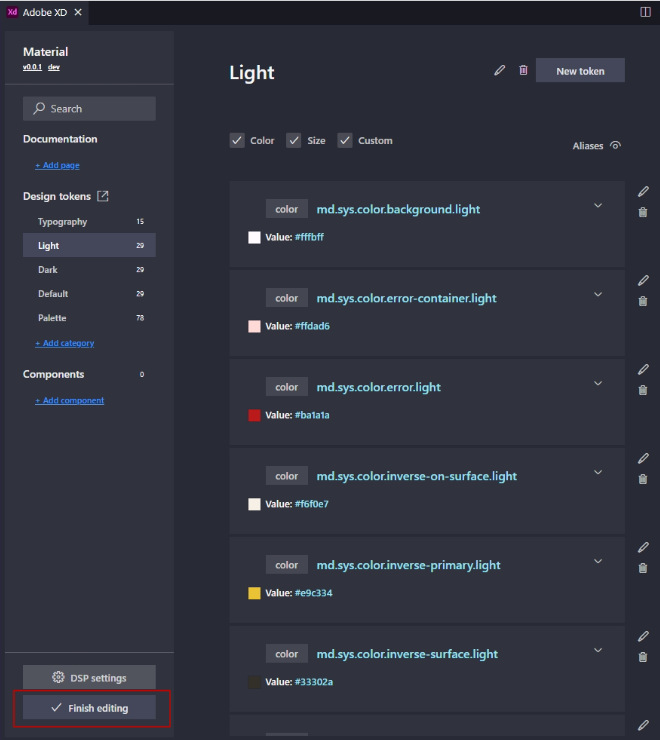 Xd Adobe XD
Material
v0.0.1 dev
Search
Documentation
+ Add page
Design tokens
Typography 15
Light 29
Dark 29
Default 29
Palette 78
+ Add category
Components 0
+ Add component
DSP settings
Finish editing
Light
New token
Color Size Custom
Aliases
color md.sys.color.background.light
Value: #fffbff
color md.sys.color.error-container.light
Value: #ffdad6
color md.sys.color.error.light
Value: #ba1a1a
color md.sys.color.inverse-on-surface.light
Value: #f6f0e7
color md.sys.color.inverse-primary.light
Value: #e9c334
color md.sys.color.inverse-surface.light
Value: #33302a